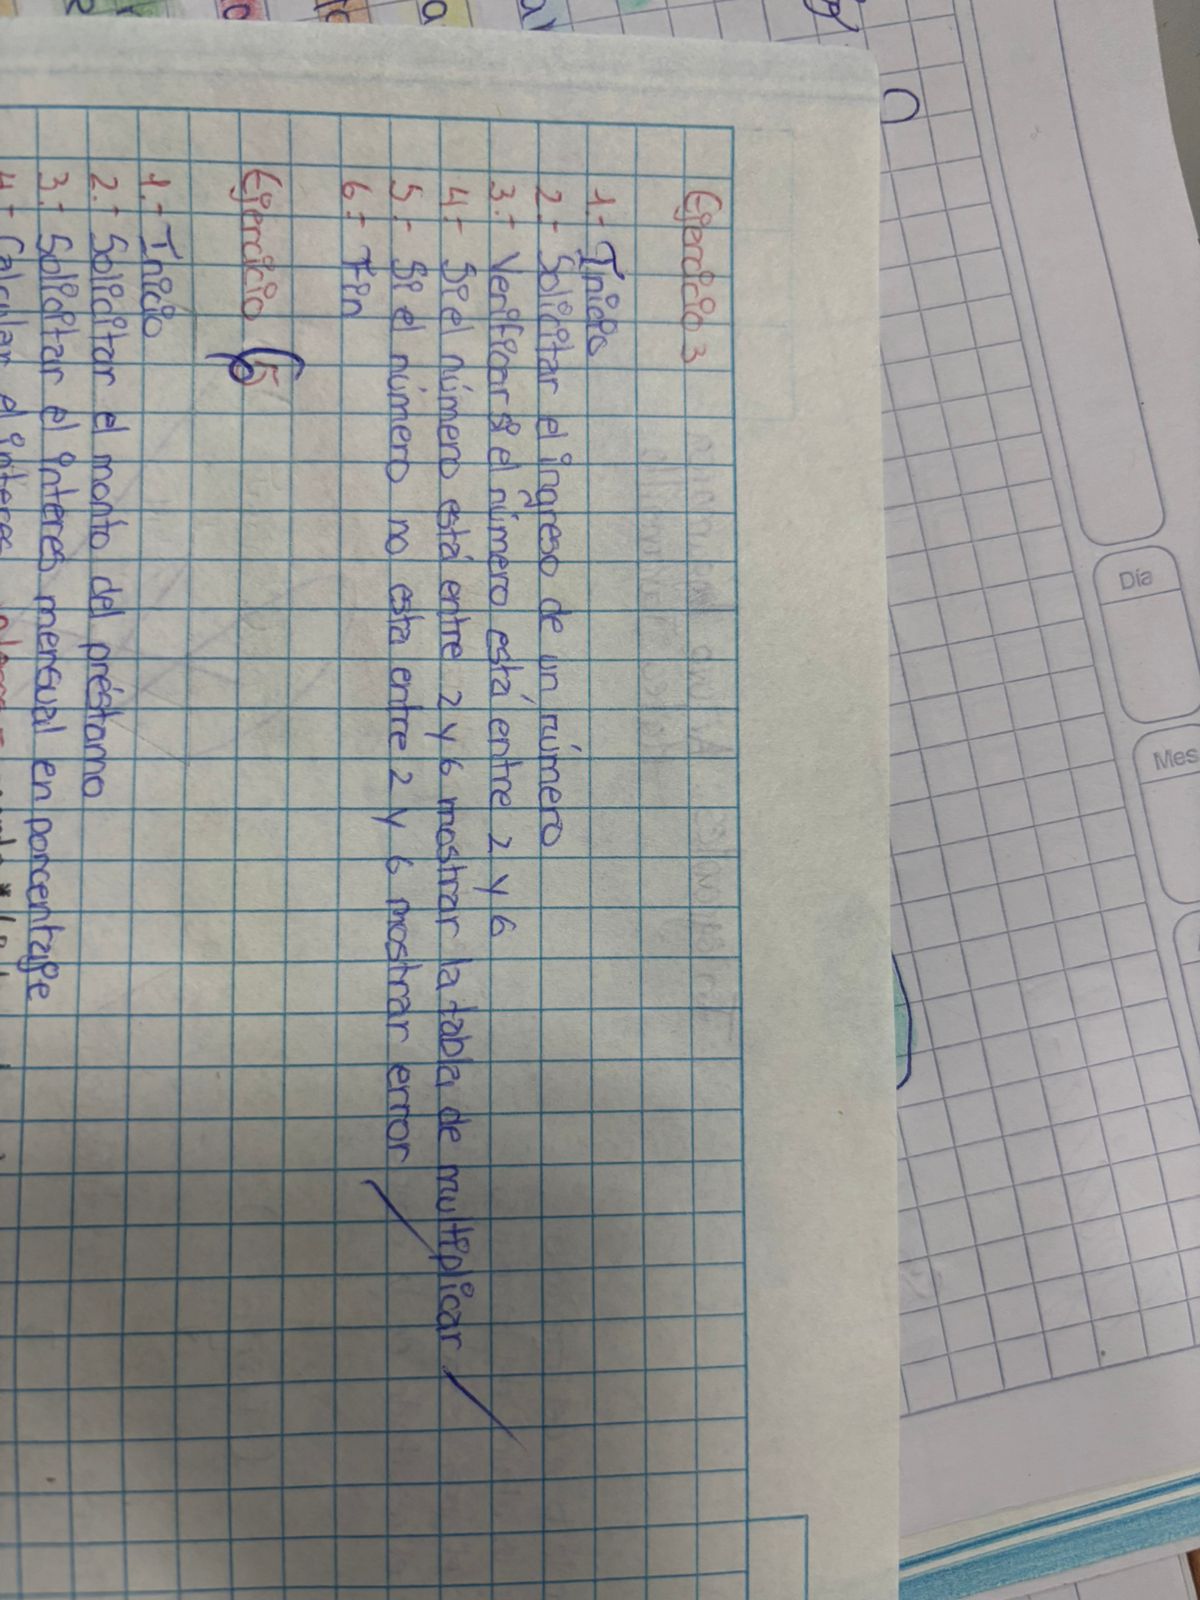 Ejercicio 3
1.- Inicio
2.- Solicitar el ingreso de un número
3.- Verificar si el número está entre 2 y 6
4.- Si el número está entre 2 y 6 mostrar la tabla de multiplicar
5.- Si el número no esta entre 2 y 6 mostrar error
6.- Fin
Ejercicio 6
1.- Inicio
2.- Solicitar el monto del préstamo
3.- Solicitar el interes mensual en porcentaje
4.- Calcular el interes
Día
Mes